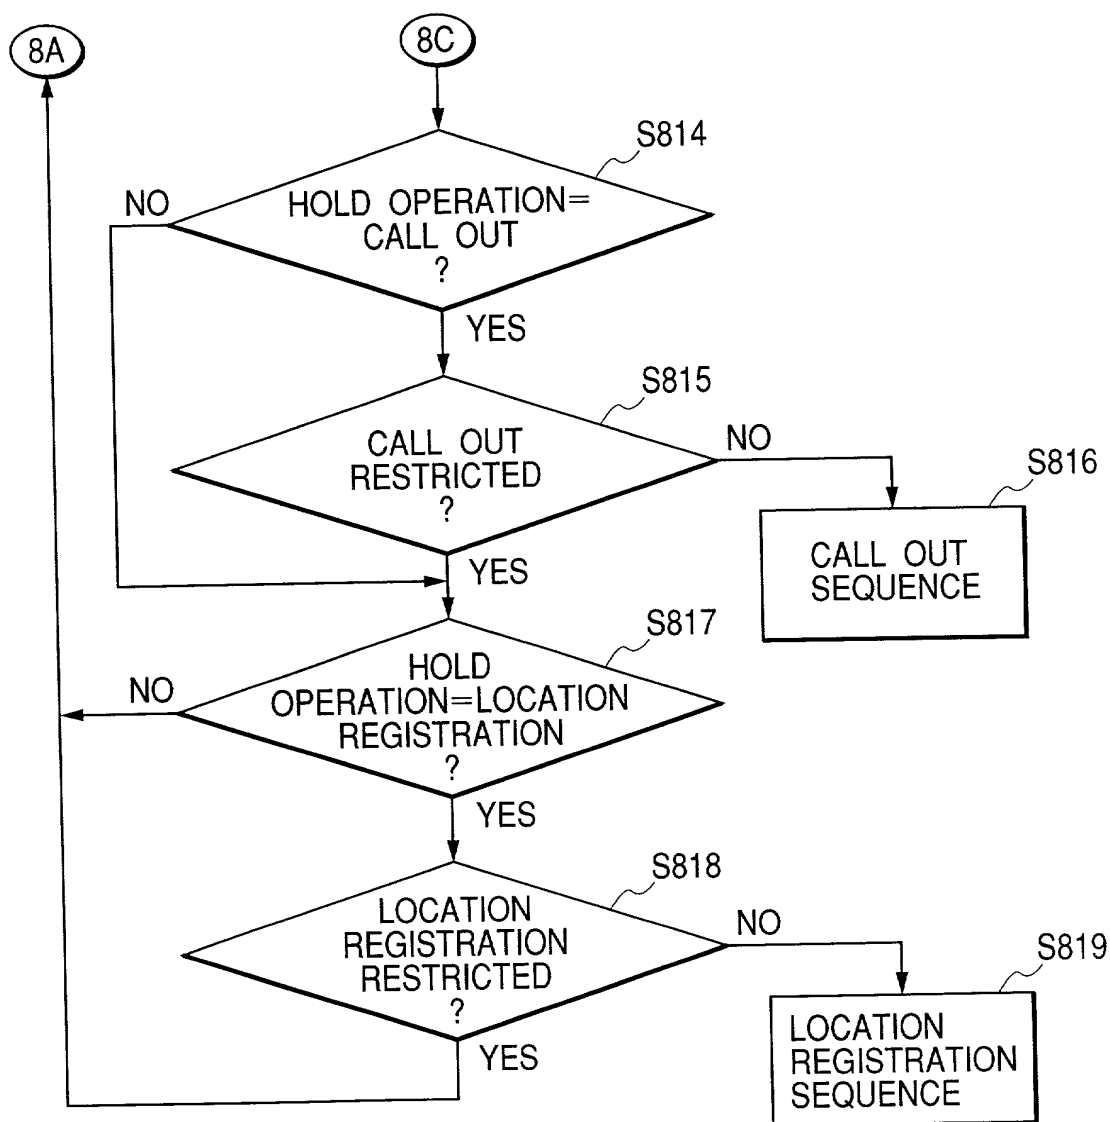 8A
8C
S814
NO
HOLD OPERATION=
CALL OUT
?
YES
S815
CALL OUT
RESTRICTED
?
NO
S816
YES
CALL OUT
SEQUENCE
S817
HOLD
OPERATION=LOCATION
REGISTRATION
?
NO
YES
S818
LOCATION
REGISTRATION
RESTRICTED
?
NO
S819
YES
LOCATION
REGISTRATION
SEQUENCE